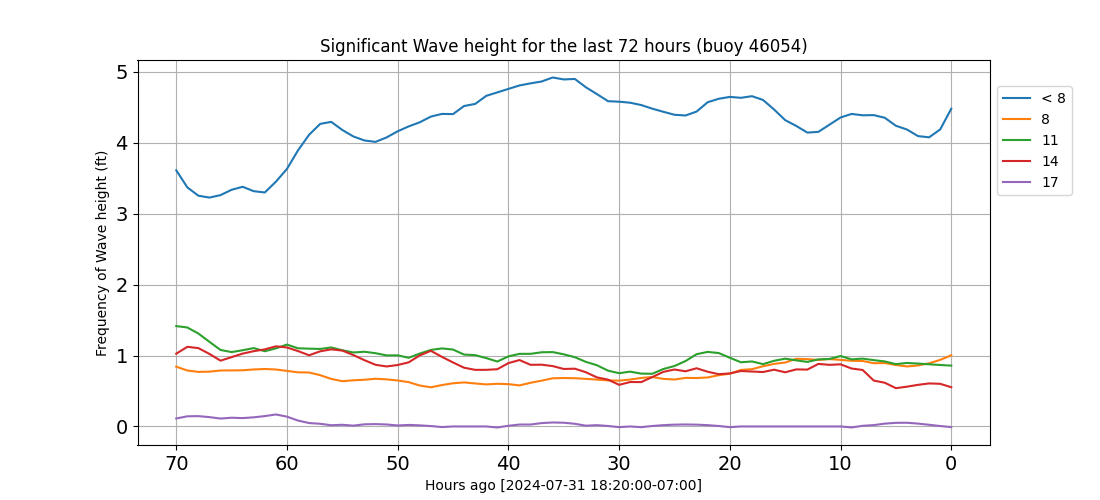 Significant Wave height for the last 72 hours (buoy 46054)
Frequency of Wave height (ft)
5
4
3
2
1
0
70 60 50 40 30 20 10 0
Hours ago [2024-07-31 18:20:00-07:00]
< 8
8
11
14
17